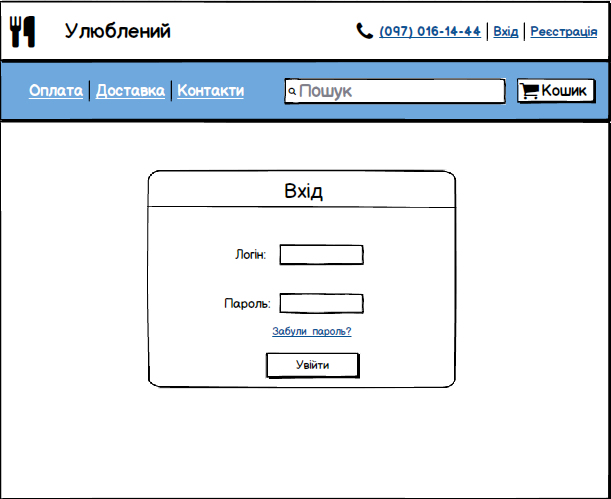 Улюблений
(097) 016-14-44 Вхід Реєстрація
Оплата Доставка Контакти Пошук Кошик
Вхід
Логін:
Пароль:
Забули пароль?
Увійти